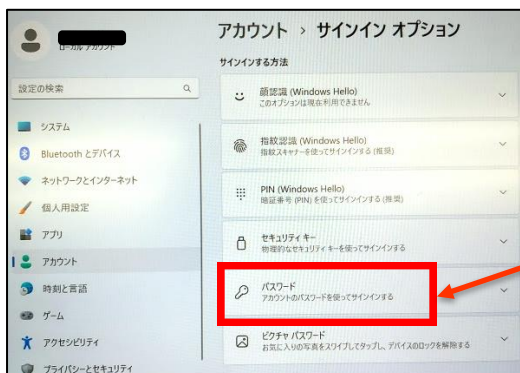 ローカル アカウント
設定の検索
システム
Bluetooth とデバイス
ネットワークとインターネット
個人用設定
アプリ
アカウント
時刻と言語
ゲーム
アクセシビリティ
プライバシーとセキュリティ
アカウント › サインイン オプション
サインインする方法
顔認識 (Windows Hello)
このオプションは現在利用できません
指紋認識 (Windows Hello)
指紋スキャナーを使ってサインインする (推奨)
PIN (Windows Hello)
暗証番号 (PIN) を使ってサインインする (推奨)
セキュリティ キー
物理的なセキュリティ キーを使ってサインインする
パスワード
アカウントのパスワードを使ってサインインする
ピクチャ パスワード
お気に入りの写真をスワイプしてタップし、デバイスのロックを解除する